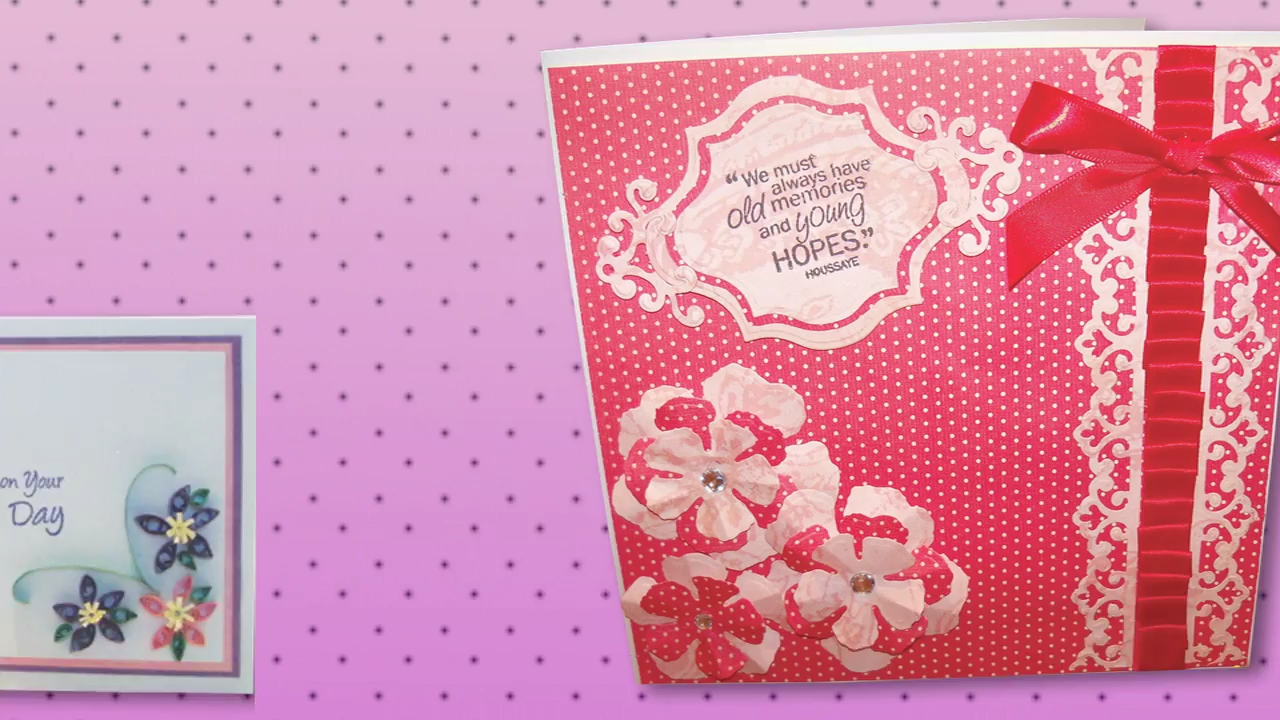 “We must
always have
old memories
and young
HOPES.”
HOUSSAYE
on Your
Day